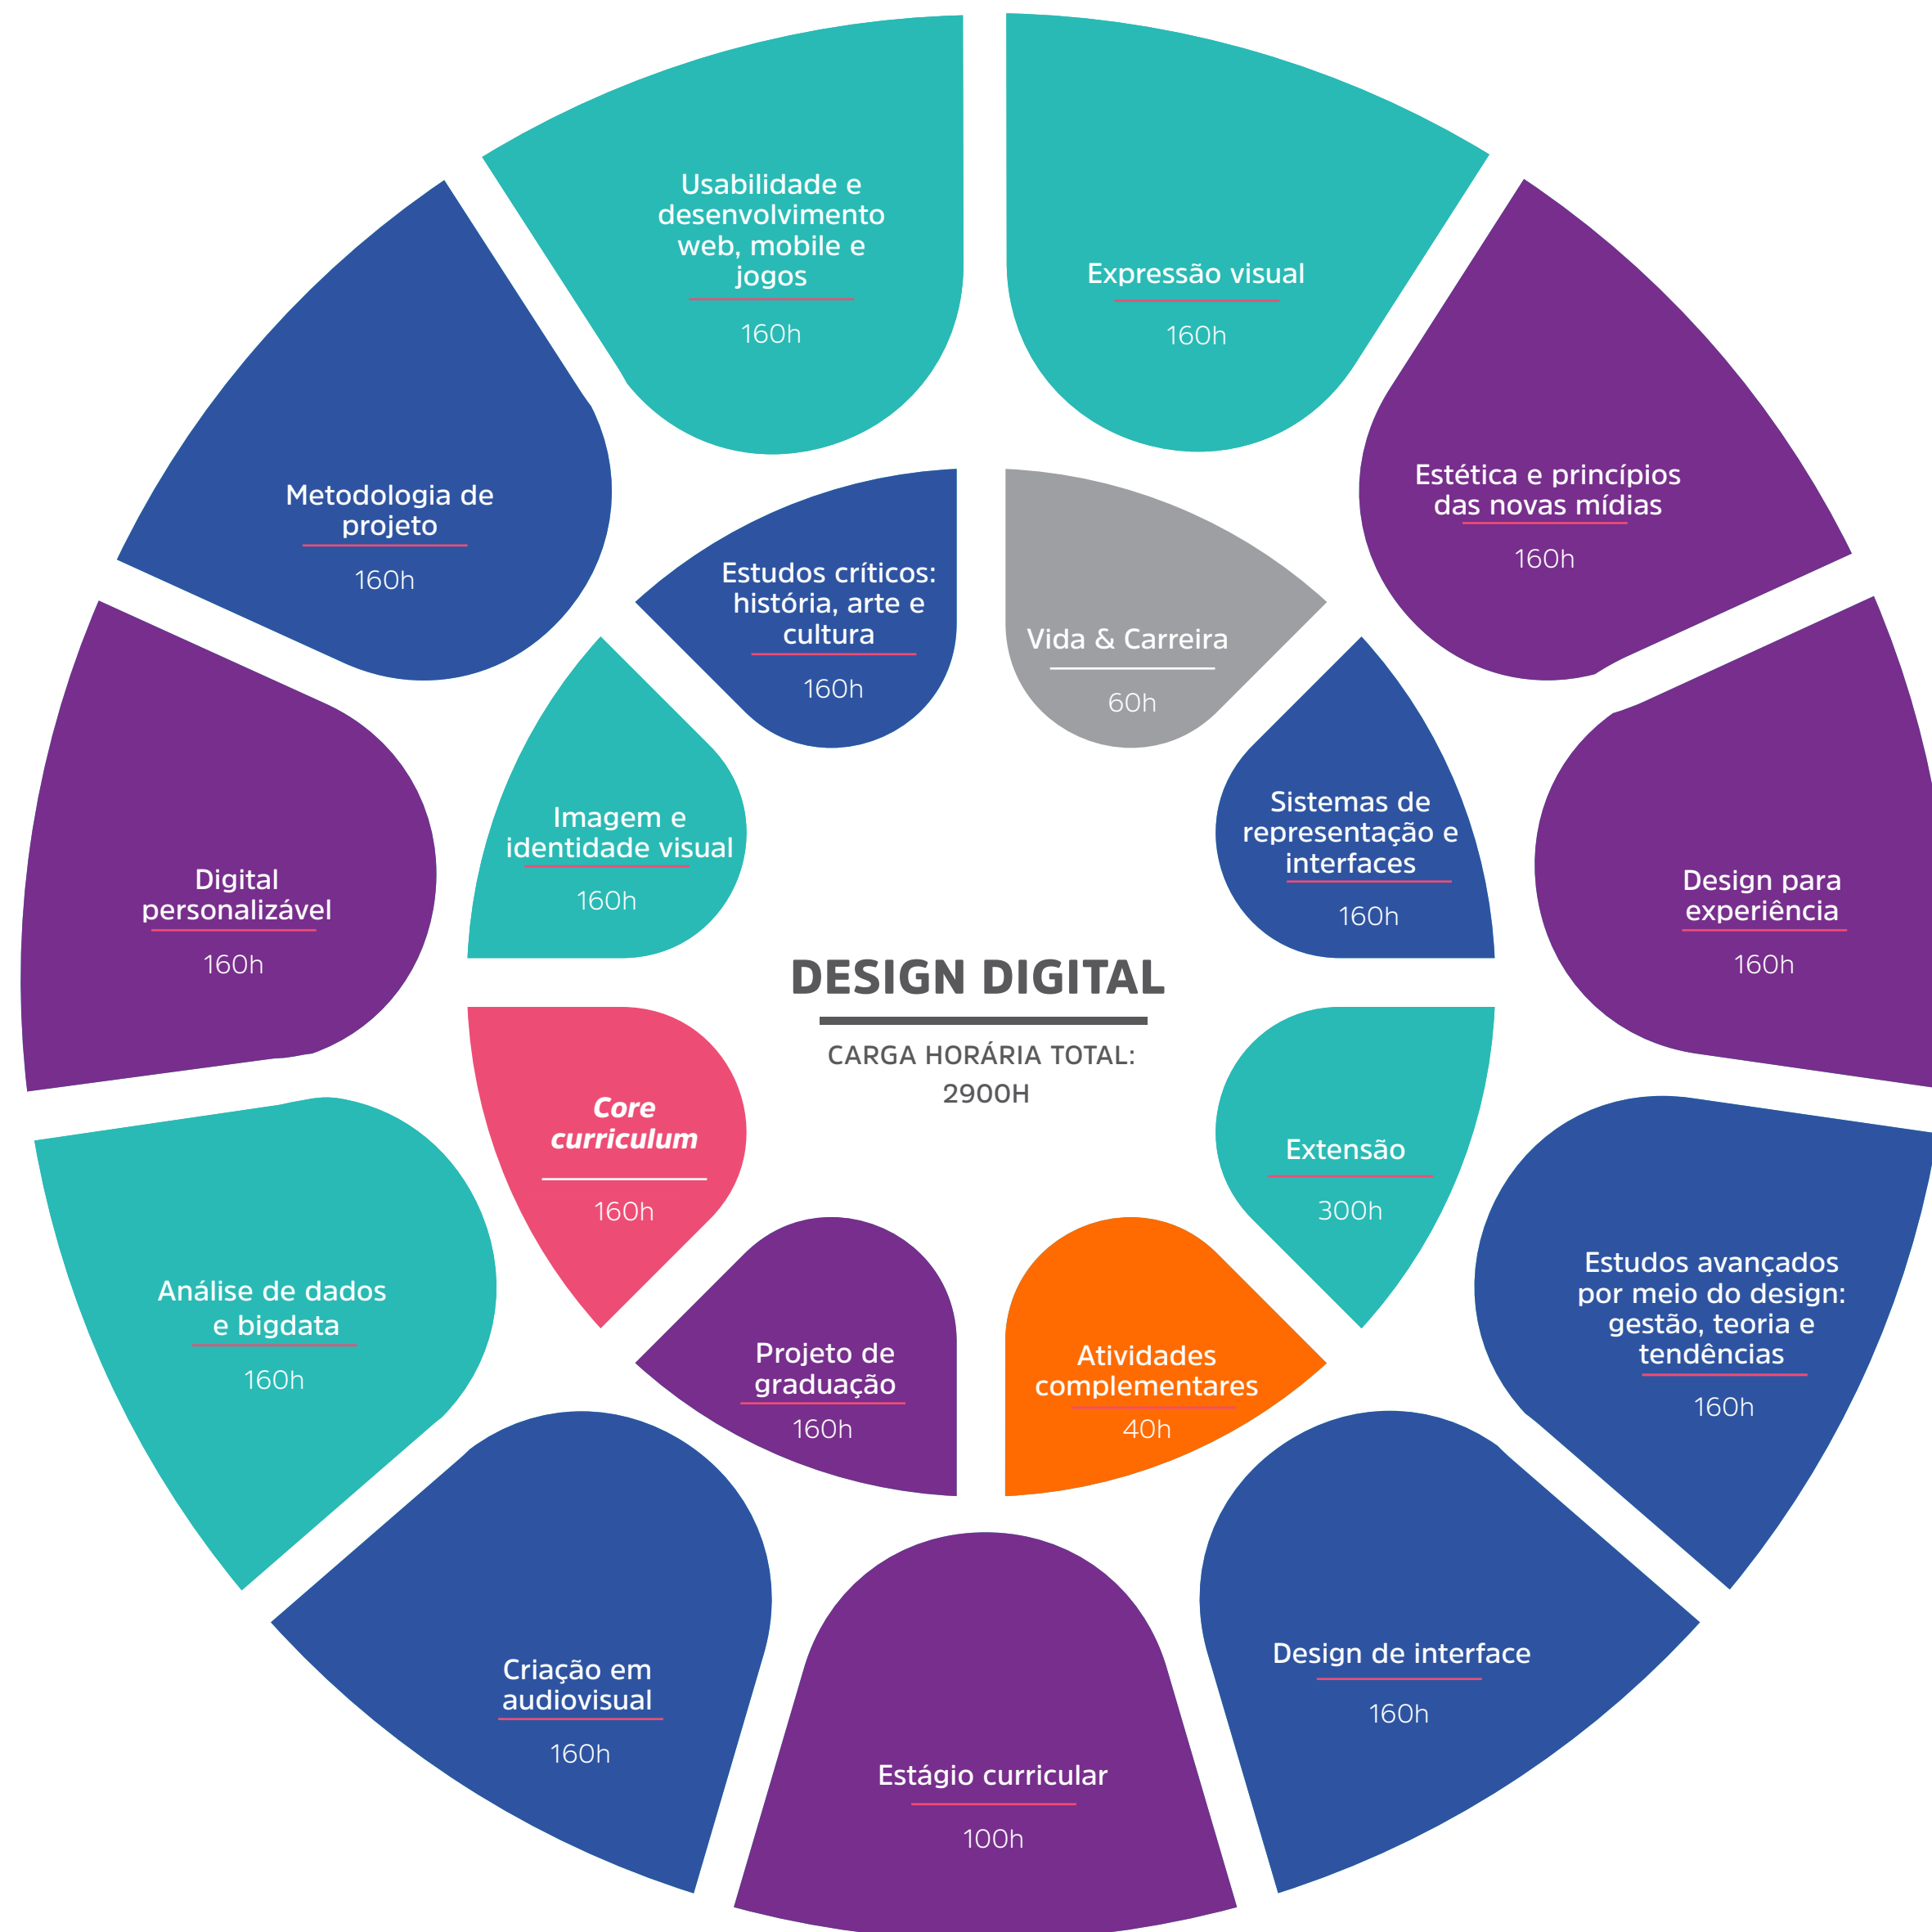 Usabilidade e
desenvolvimento
web, mobile e
jogos
160h
Expressão visual
160h
Estética e princípios
das novas mídias
160h
Metodologia de
projeto
160h
Estudos críticos:
história, arte e
cultura
160h
Vida & Carreira
60h
Sistemas de
representação e
interfaces
160h
Imagem e
identidade visual
160h
Digital
personalizável
160h
Design para
experiência
160h
DESIGN DIGITAL
CARGA HORÁRIA TOTAL:
2900H
Core
curriculum
160h
Extensão
300h
Análise de dados
e bigdata
160h
Estudos avançados
por meio do design:
gestão, teoria e
tendências
160h
Projeto de
graduação
160h
Atividades
complementares
40h
Criação em
audiovisual
160h
Design de interface
160h
Estágio curricular
100h